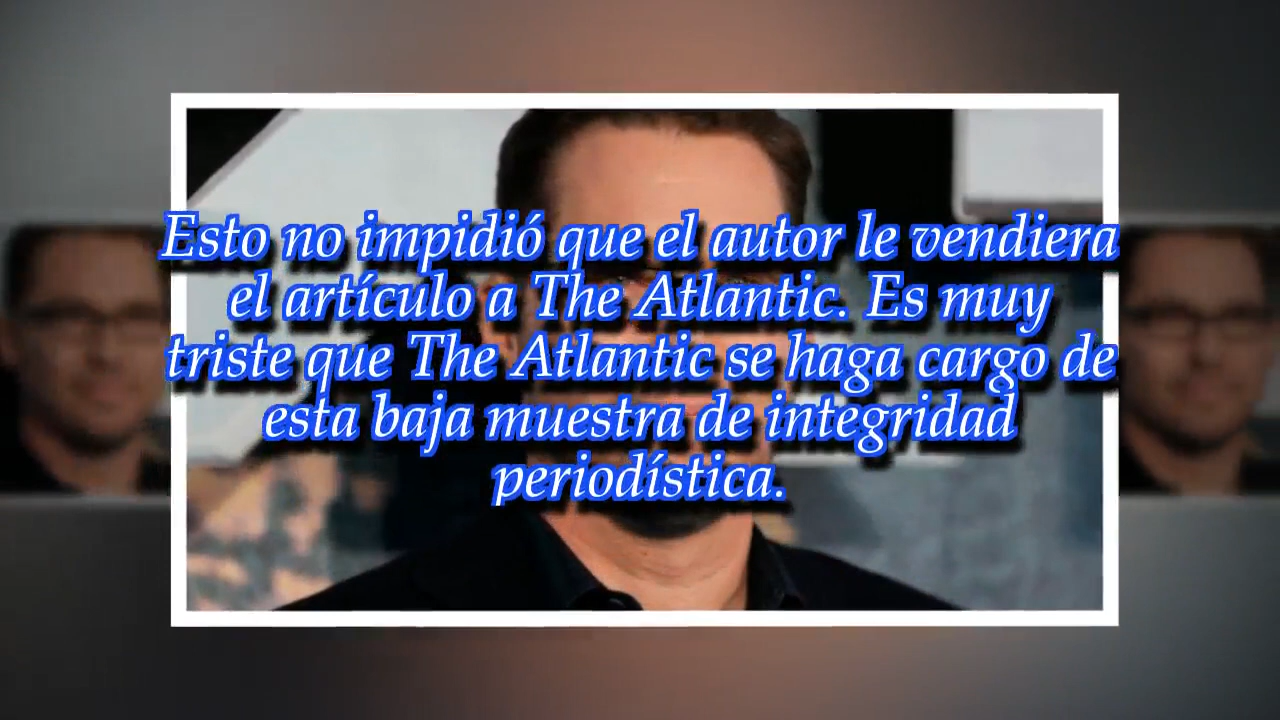 Esto no impidió que el autor le vendiera
el artículo a The Atlantic. Es muy
triste que The Atlantic se haga cargo de
esta baja muestra de integridad
periodística.